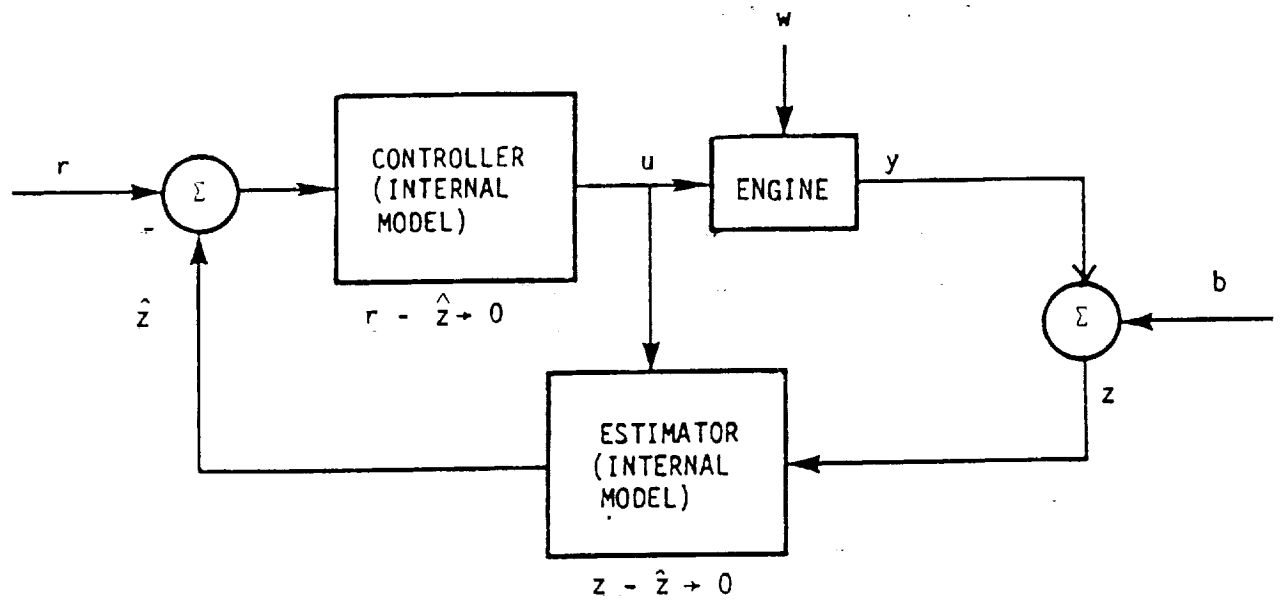 w
r
Σ
-
CONTROLLER
(INTERNAL
MODEL)
u
ENGINE
y
ẑ
r - ẑ → 0
Σ
b
z
ESTIMATOR
(INTERNAL
MODEL)
z - ẑ → 0